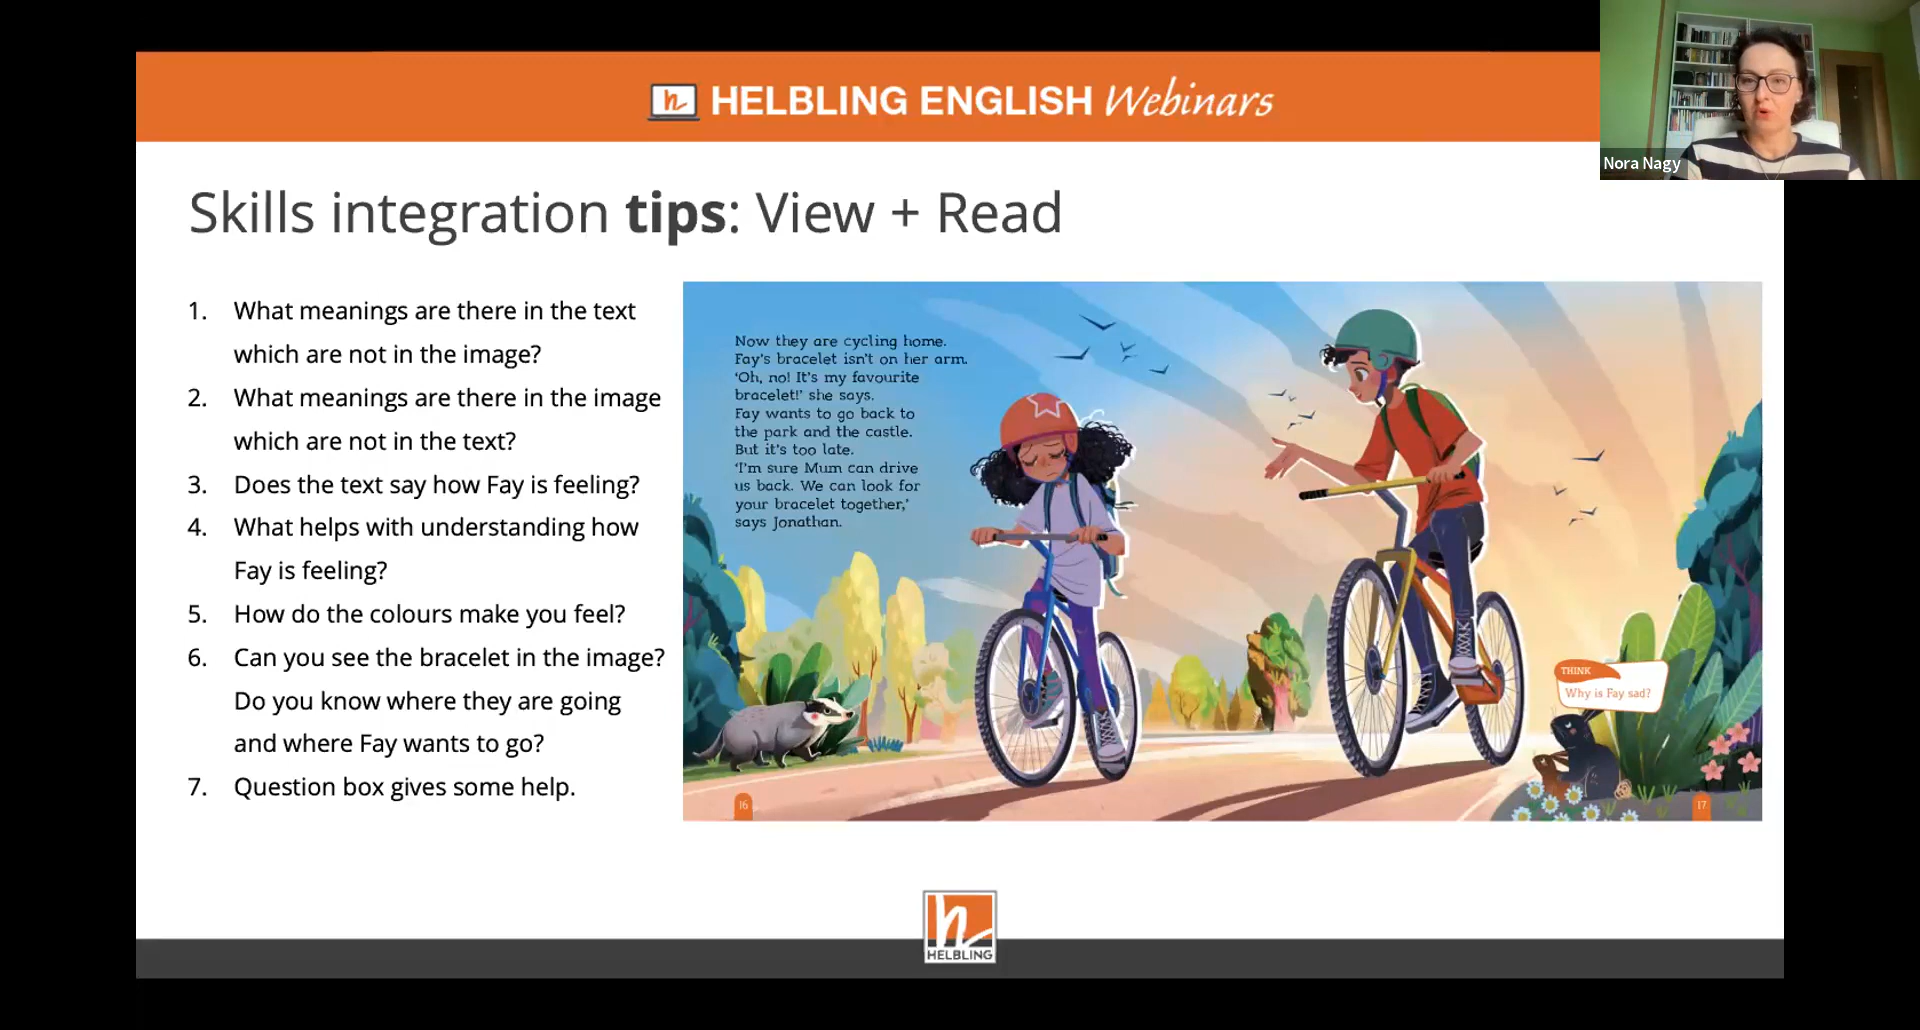 HELBLING ENGLISH Webinars
Nora Nagy
Skills integration tips: View + Read
1. What meanings are there in the text
which are not in the image?
2. What meanings are there in the image
which are not in the text?
3. Does the text say how Fay is feeling?
4. What helps with understanding how
Fay is feeling?
5. How do the colours make you feel?
6. Can you see the bracelet in the image?
Do you know where they are going
and where Fay wants to go?
7. Question box gives some help.
Now they are cycling home.
Fay's bracelet isn't on her arm.
'Oh, no! It's my favourite
bracelet!' she says.
Fay wants to go back to
the park and the castle.
But it's too late.
'I'm sure Mum can drive
us back. We can look for
your bracelet together,'
says Jonathan.
THINK
Why is Fay sad?
16
17
h
HELBLING